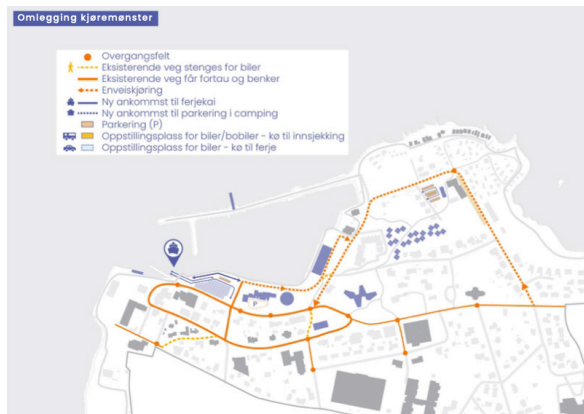 Omlegging kjøremønster
Overgangsfelt
Eksisterende veg stenges for biler
Eksisterende veg får fortau og benker
Enveiskjøring
Ny ankommst til ferjekai
Ny ankommst til parkering i camping
Parkering (P)
Oppstillingsplass for biler/bobiler - kø til innsjekking
Oppstillingsplass for biler - kø til ferje
P